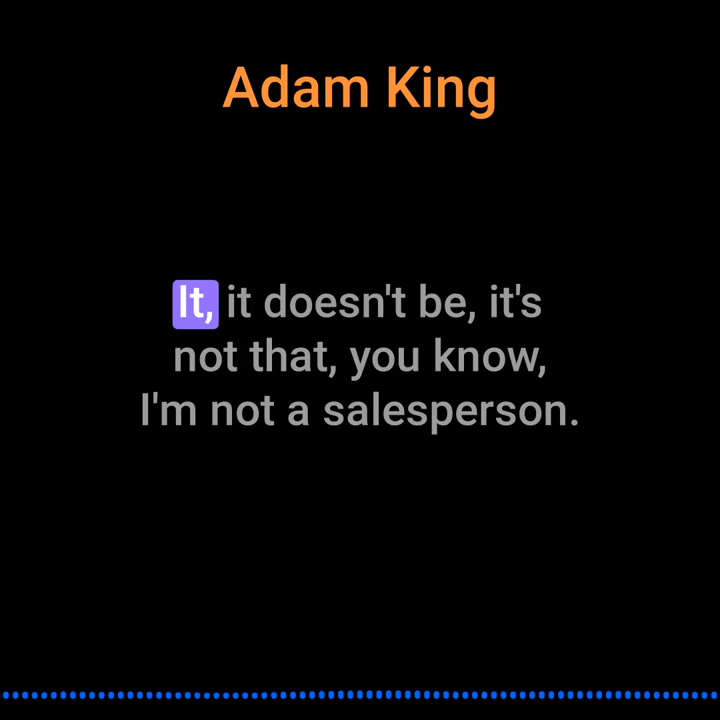 Adam King
It, it doesn't be, it's
not that, you know,
I'm not a salesperson.